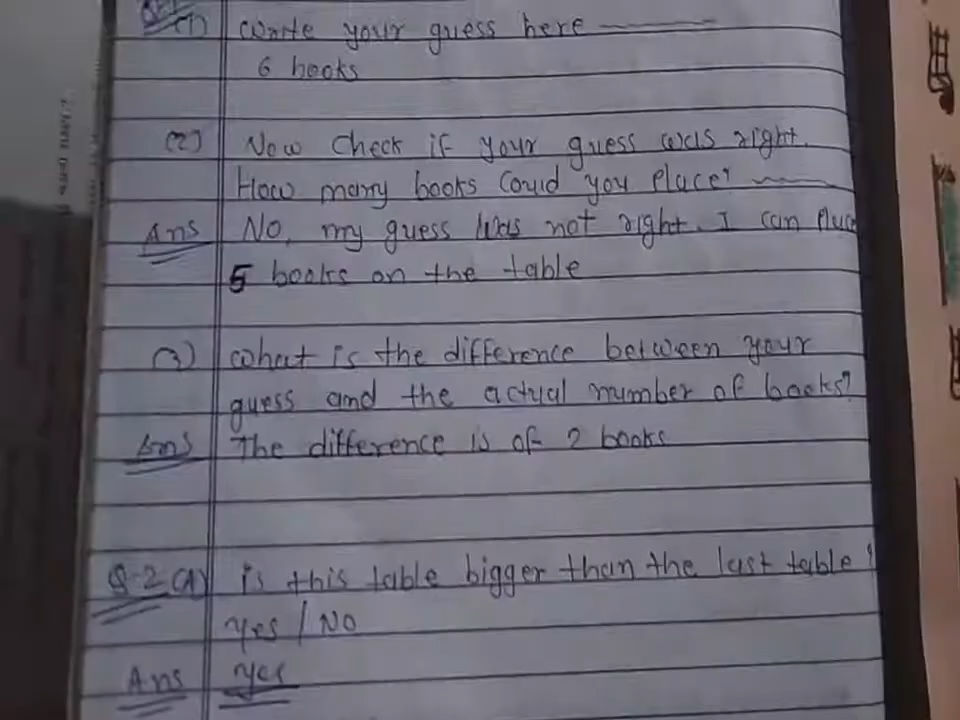 (1) Write your guess here
6 books
(2) Now Check if your guess was right.
How many books could you place?
Ans No, my guess was not right. I can
5 books on the table
(3) What is the difference between your
guess and the actual number of books?
Ans The difference is of 2 books
Q-2 (1) is this table bigger than the last table
yes / No
Ans yes